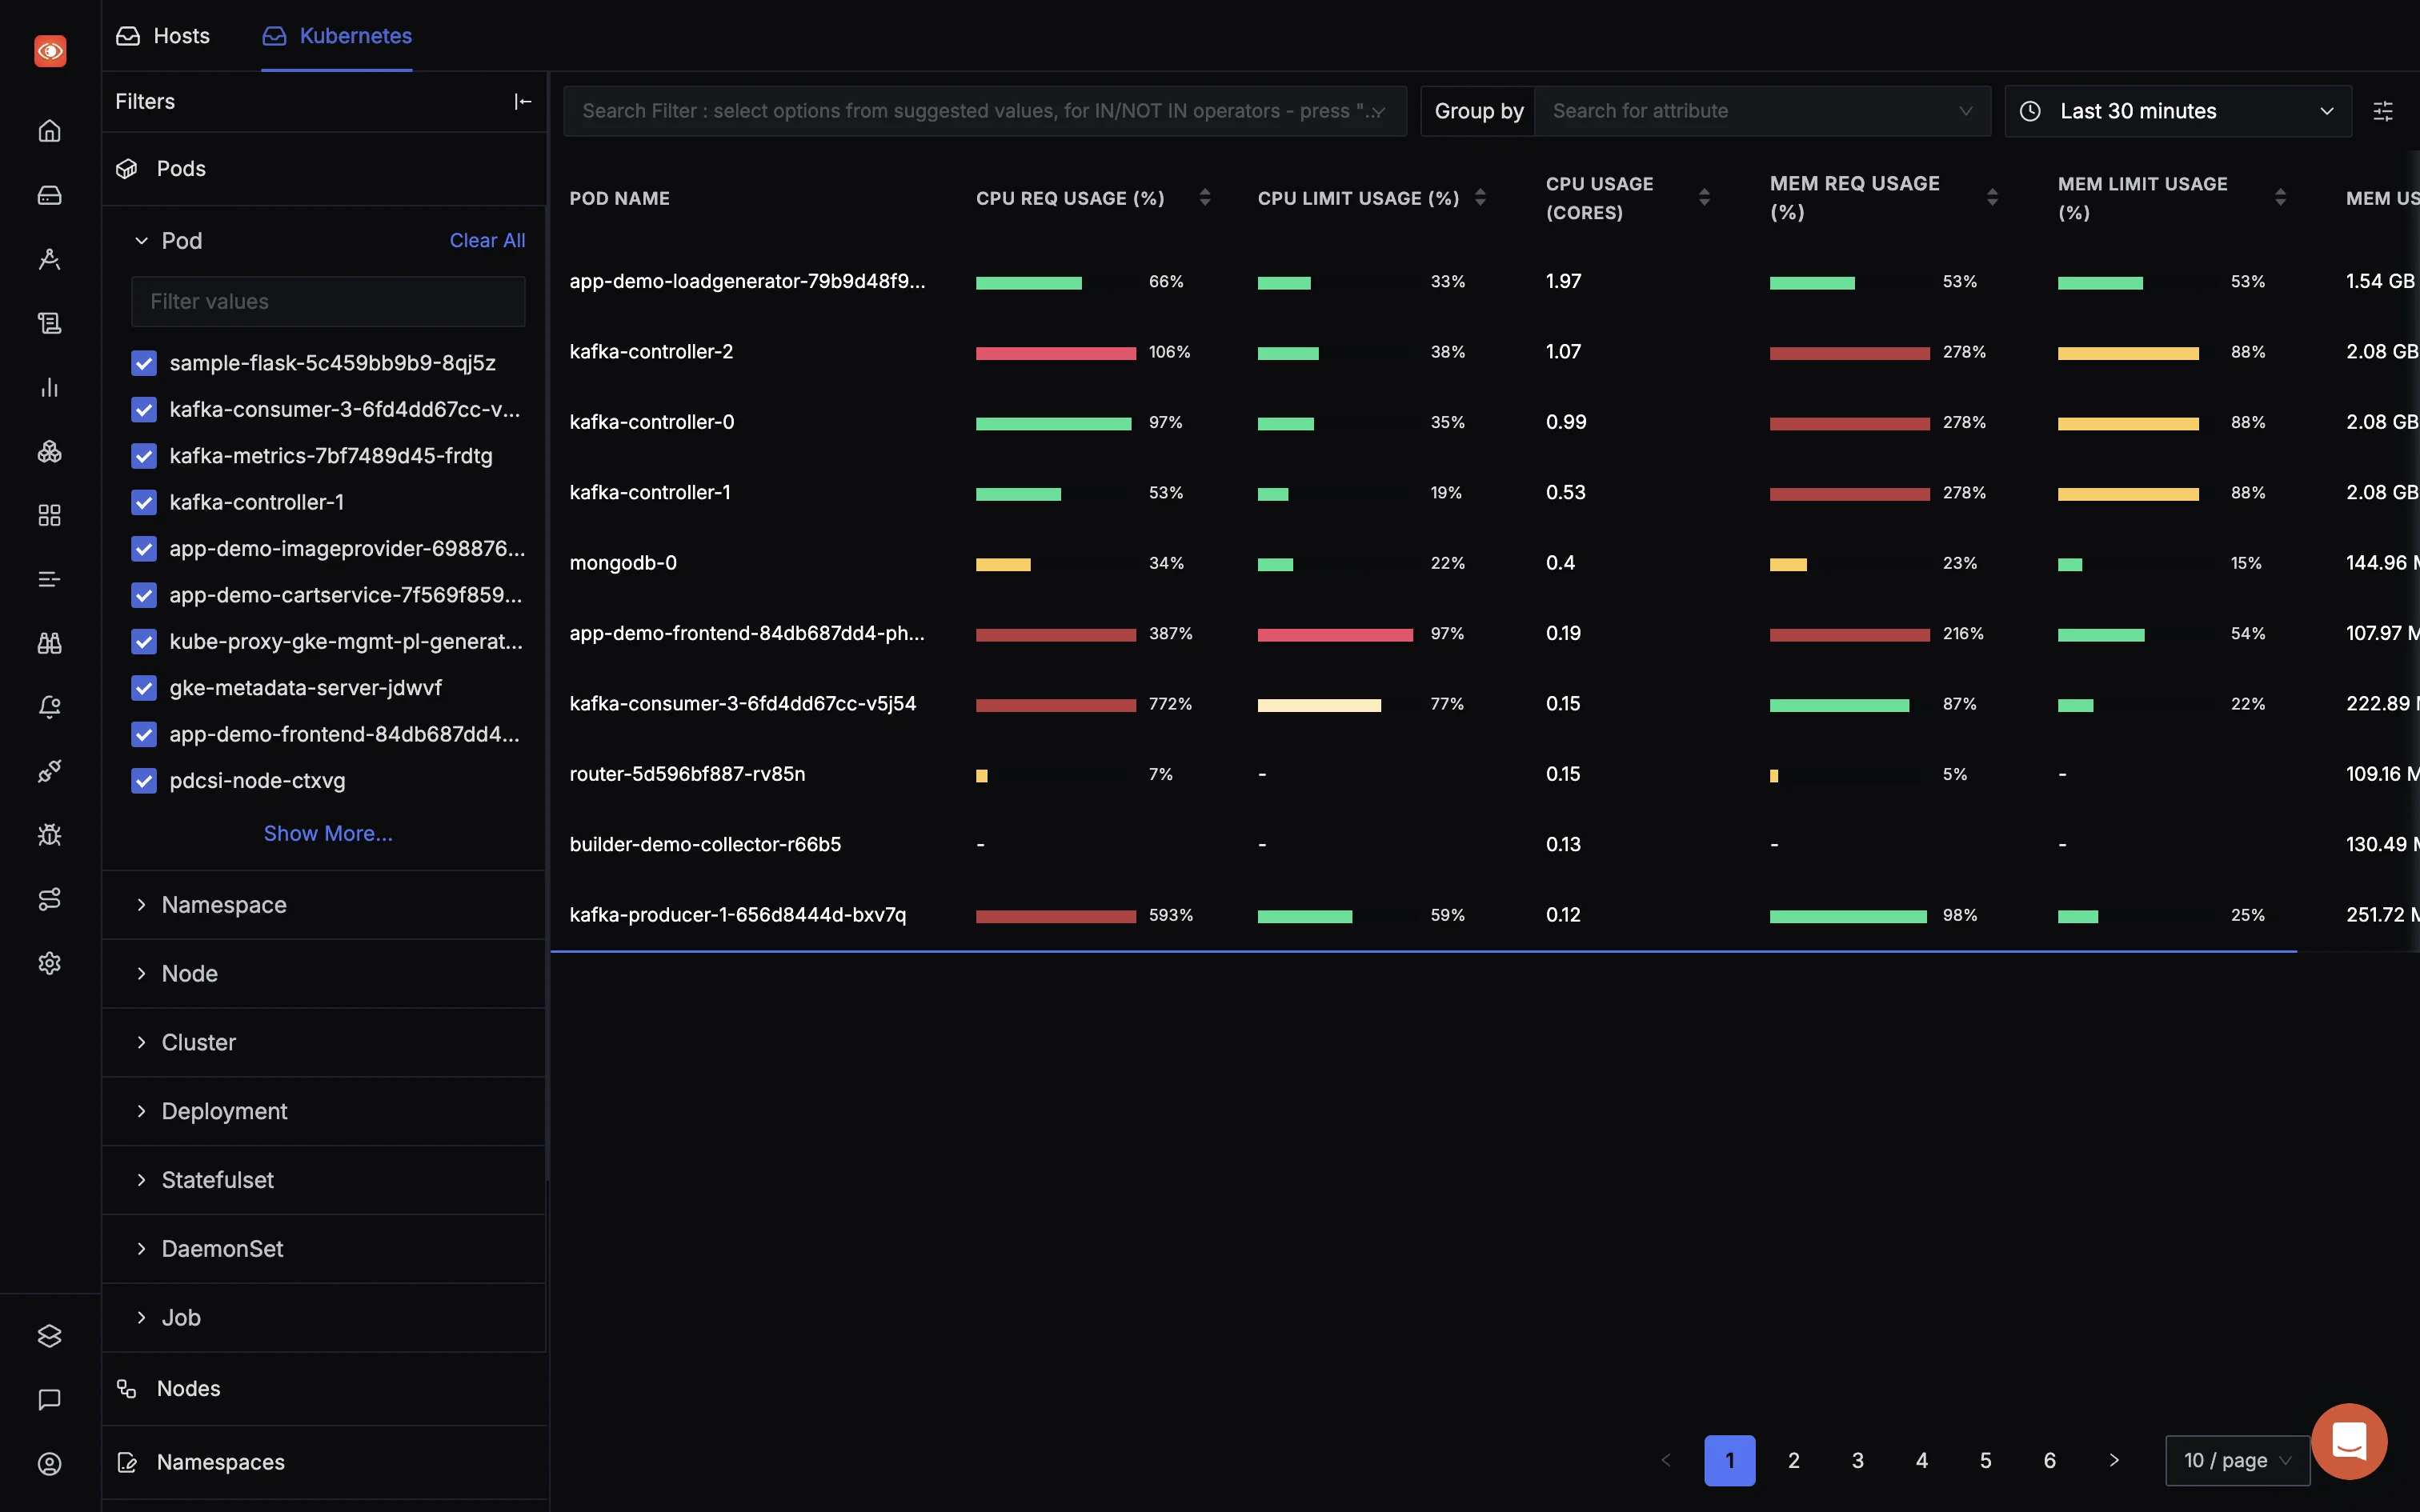 Hosts
Kubernetes
Filters
Pods
Pod
Clear All
Filter values
sample-flask-5c459bb9b9-8qj5z
kafka-consumer-3-6fd4dd67cc-v...
kafka-metrics-7bf7489d45-frdtg
kafka-controller-1
app-demo-imageprovider-698876...
app-demo-cartservice-7f569f859...
kube-proxy-gke-mgmt-pl-generat...
gke-metadata-server-jdwvf
app-demo-frontend-84db687dd4...
pdcsi-node-ctxvg
Show More...
Namespace
Node
Cluster
Deployment
Statefulset
DaemonSet
Job
Nodes
Namespaces
Search Filter : select options from suggested values, for IN/NOT IN operators - press "...
Group by
Search for attribute
Last 30 minutes
POD NAME CPU REQ USAGE (%) CPU LIMIT USAGE (%) CPU USAGE (CORES) MEM REQ USAGE (%) MEM LIMIT USAGE (%) MEM US
app-demo-loadgenerator-79b9d48f9... 66% 33% 1.97 53% 53% 1.54 GB
kafka-controller-2 106% 38% 1.07 278% 88% 2.08 GB
kafka-controller-0 97% 35% 0.99 278% 88% 2.08 GB
kafka-controller-1 53% 19% 0.53 278% 88% 2.08 GB
mongodb-0 34% 22% 0.4 23% 15% 144.96 M
app-demo-frontend-84db687dd4-ph... 387% 97% 0.19 216% 54% 107.97 M
kafka-consumer-3-6fd4dd67cc-v5j54 772% 77% 0.15 87% 22% 222.89
router-5d596bf887-rv85n 7% - 0.15 5% - 109.16 M
builder-demo-collector-r66b5 - - 0.13 - - 130.49 M
kafka-producer-1-656d8444d-bxv7q 593% 59% 0.12 98% 25% 251.72 M
1 2 3 4 5 6
10 / page